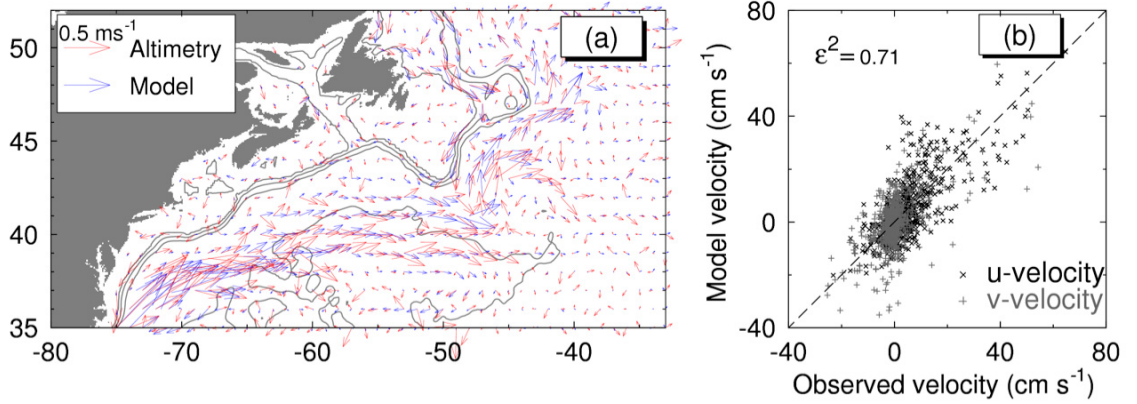 0.5 ms-1
Altimetry
Model
(a)
50
45
40
35
-80
-70
-60
-50
-40
(b)
ε2 = 0.71
80
40
0
-40
Model velocity (cm s-1)
u-velocity
v-velocity
-40
0
40
80
Observed velocity (cm s-1)